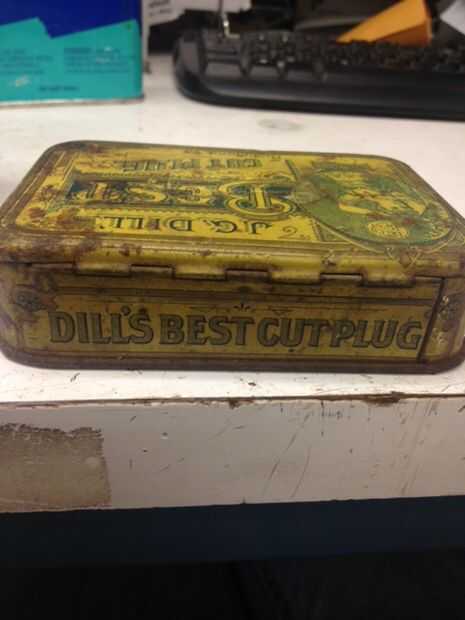 J.G. DILL'S
BEST
CUT PLUG
DILL'S BEST CUT PLUG